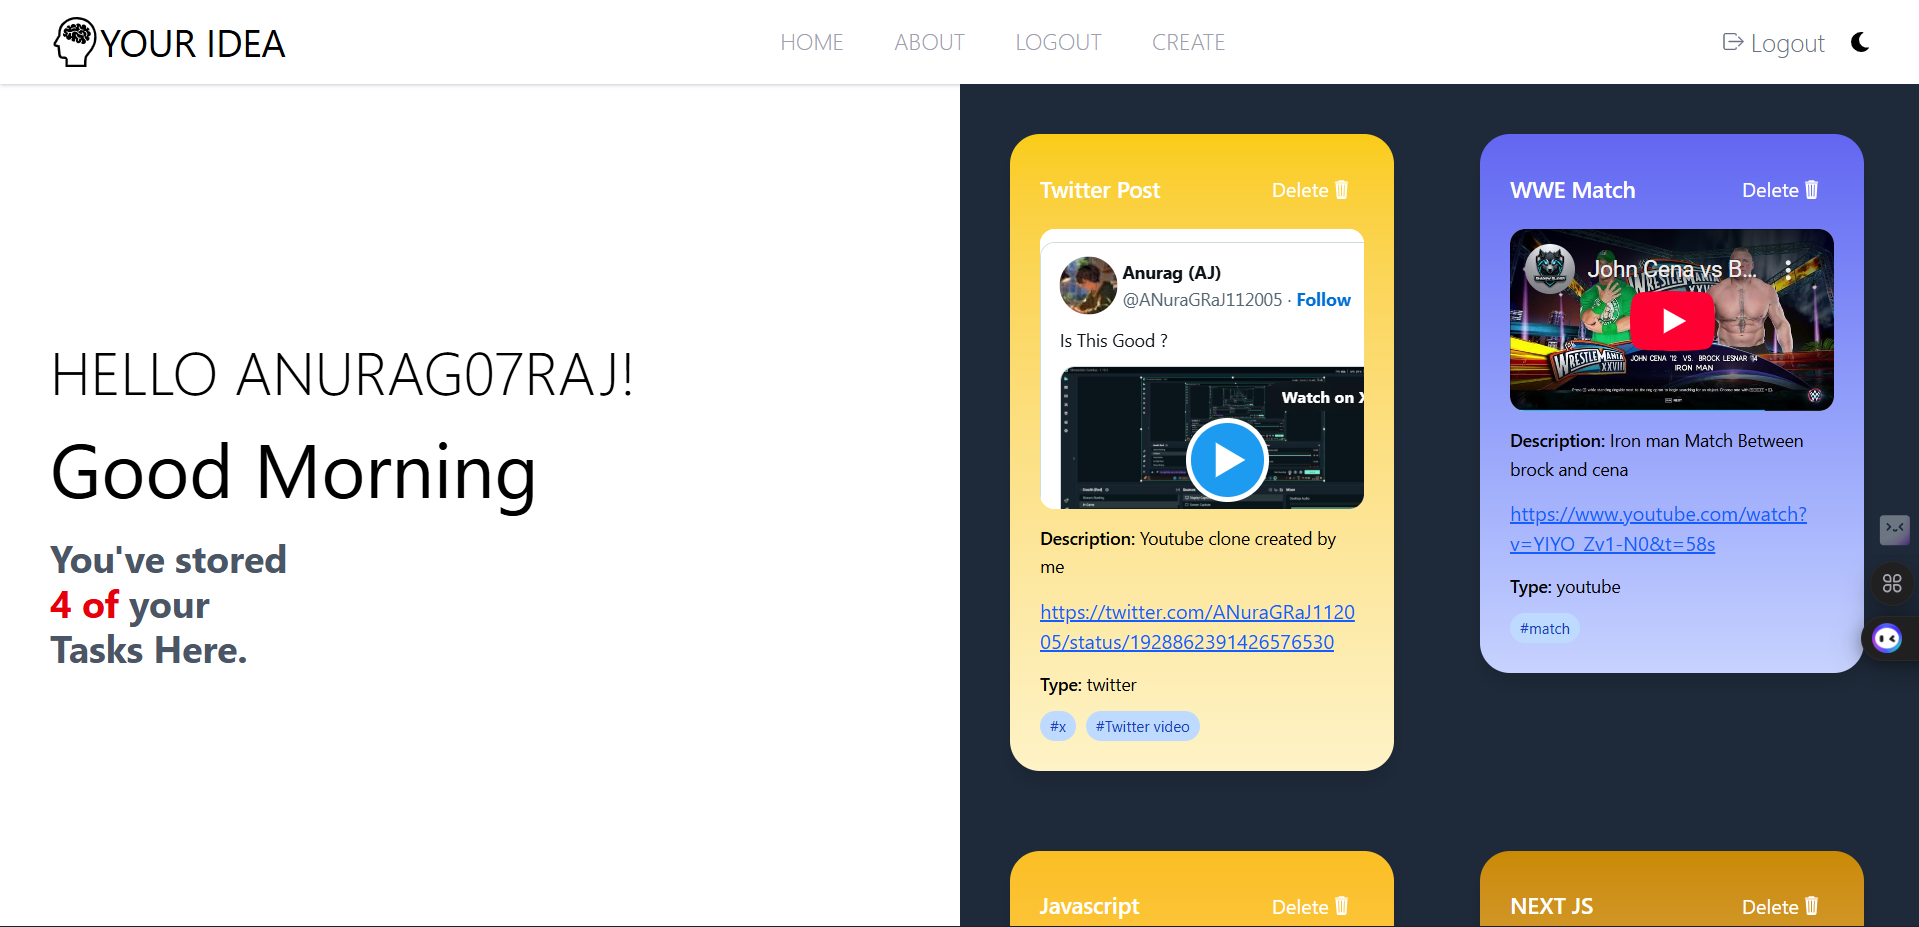 YOUR IDEA
HOME
ABOUT
LOGOUT
CREATE
Logout
HELLO ANURAG07RAJ!
Good Morning
You've stored
4 of your
Tasks Here.
Twitter Post
Delete
Anurag (AJ)
@ANuraGRaJ112005 · Follow
Is This Good ?
Watch on X
Description: Youtube clone created by
me
https://twitter.com/ANuraGRaJ1120
05/status/1928862391426576530
Type: twitter
#x
#Twitter video
WWE Match
Delete
John Cena vs B...
WRESTLEMANIA
XXVIII
JOHN CENA '12 VS. BROCK LESNAR '14
IRON MAN
Description: Iron man Match Between
brock and cena
https://www.youtube.com/watch?
v=YIYO_Zv1-N0&t=58s
Type: youtube
#match
Javascript
Delete
NEXT JS
Delete